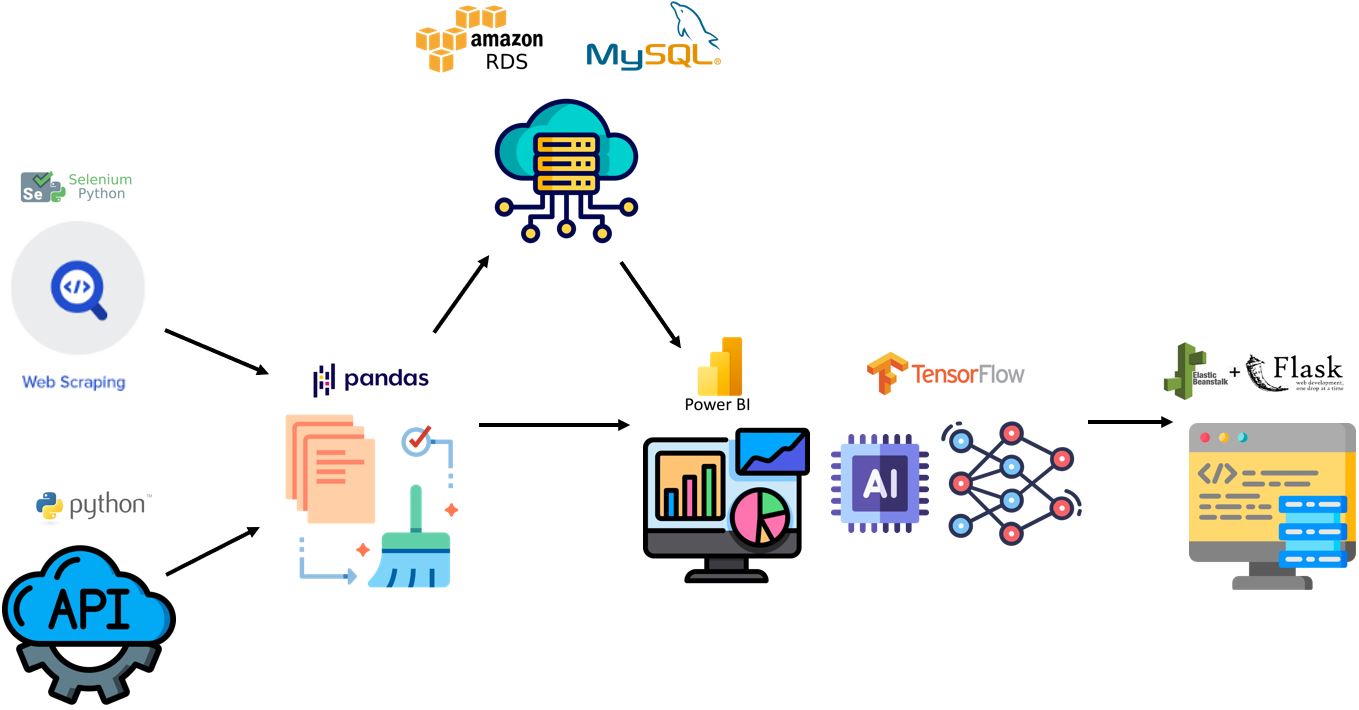 amazon
RDS
MySQL®
Se
Selenium
Python
</>
Web Scraping
pandas
python™
API
Power BI
TensorFlow
AI
Elastic
Beanstalk
+
Flask
web development,
one drop at a time
</>